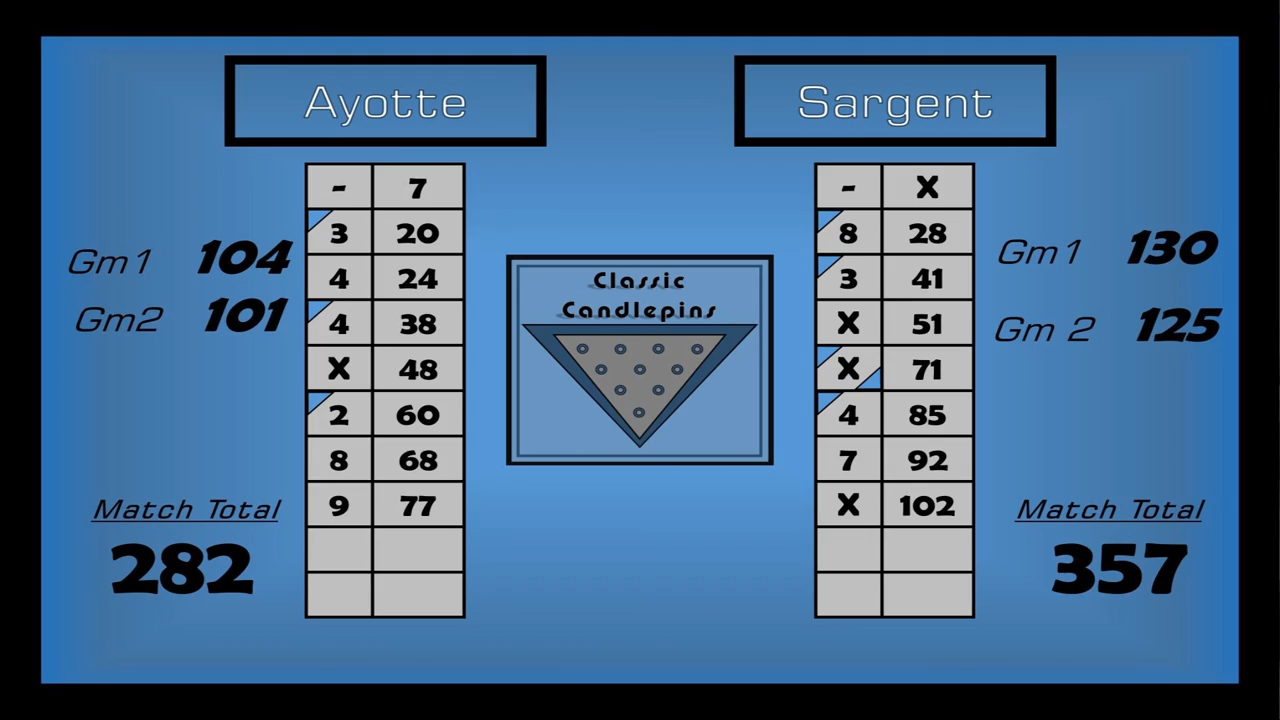 Ayotte
- 7
3 20
4 24
4 38
X 48
2 60
8 68
9 77
Gm1 104
Gm2 101
Match Total
282
Classic
Candlepins
Sargent
- X
8 28
3 41
X 51
X 71
4 85
7 92
X 102
Gm1 130
Gm 2 125
Match Total
357